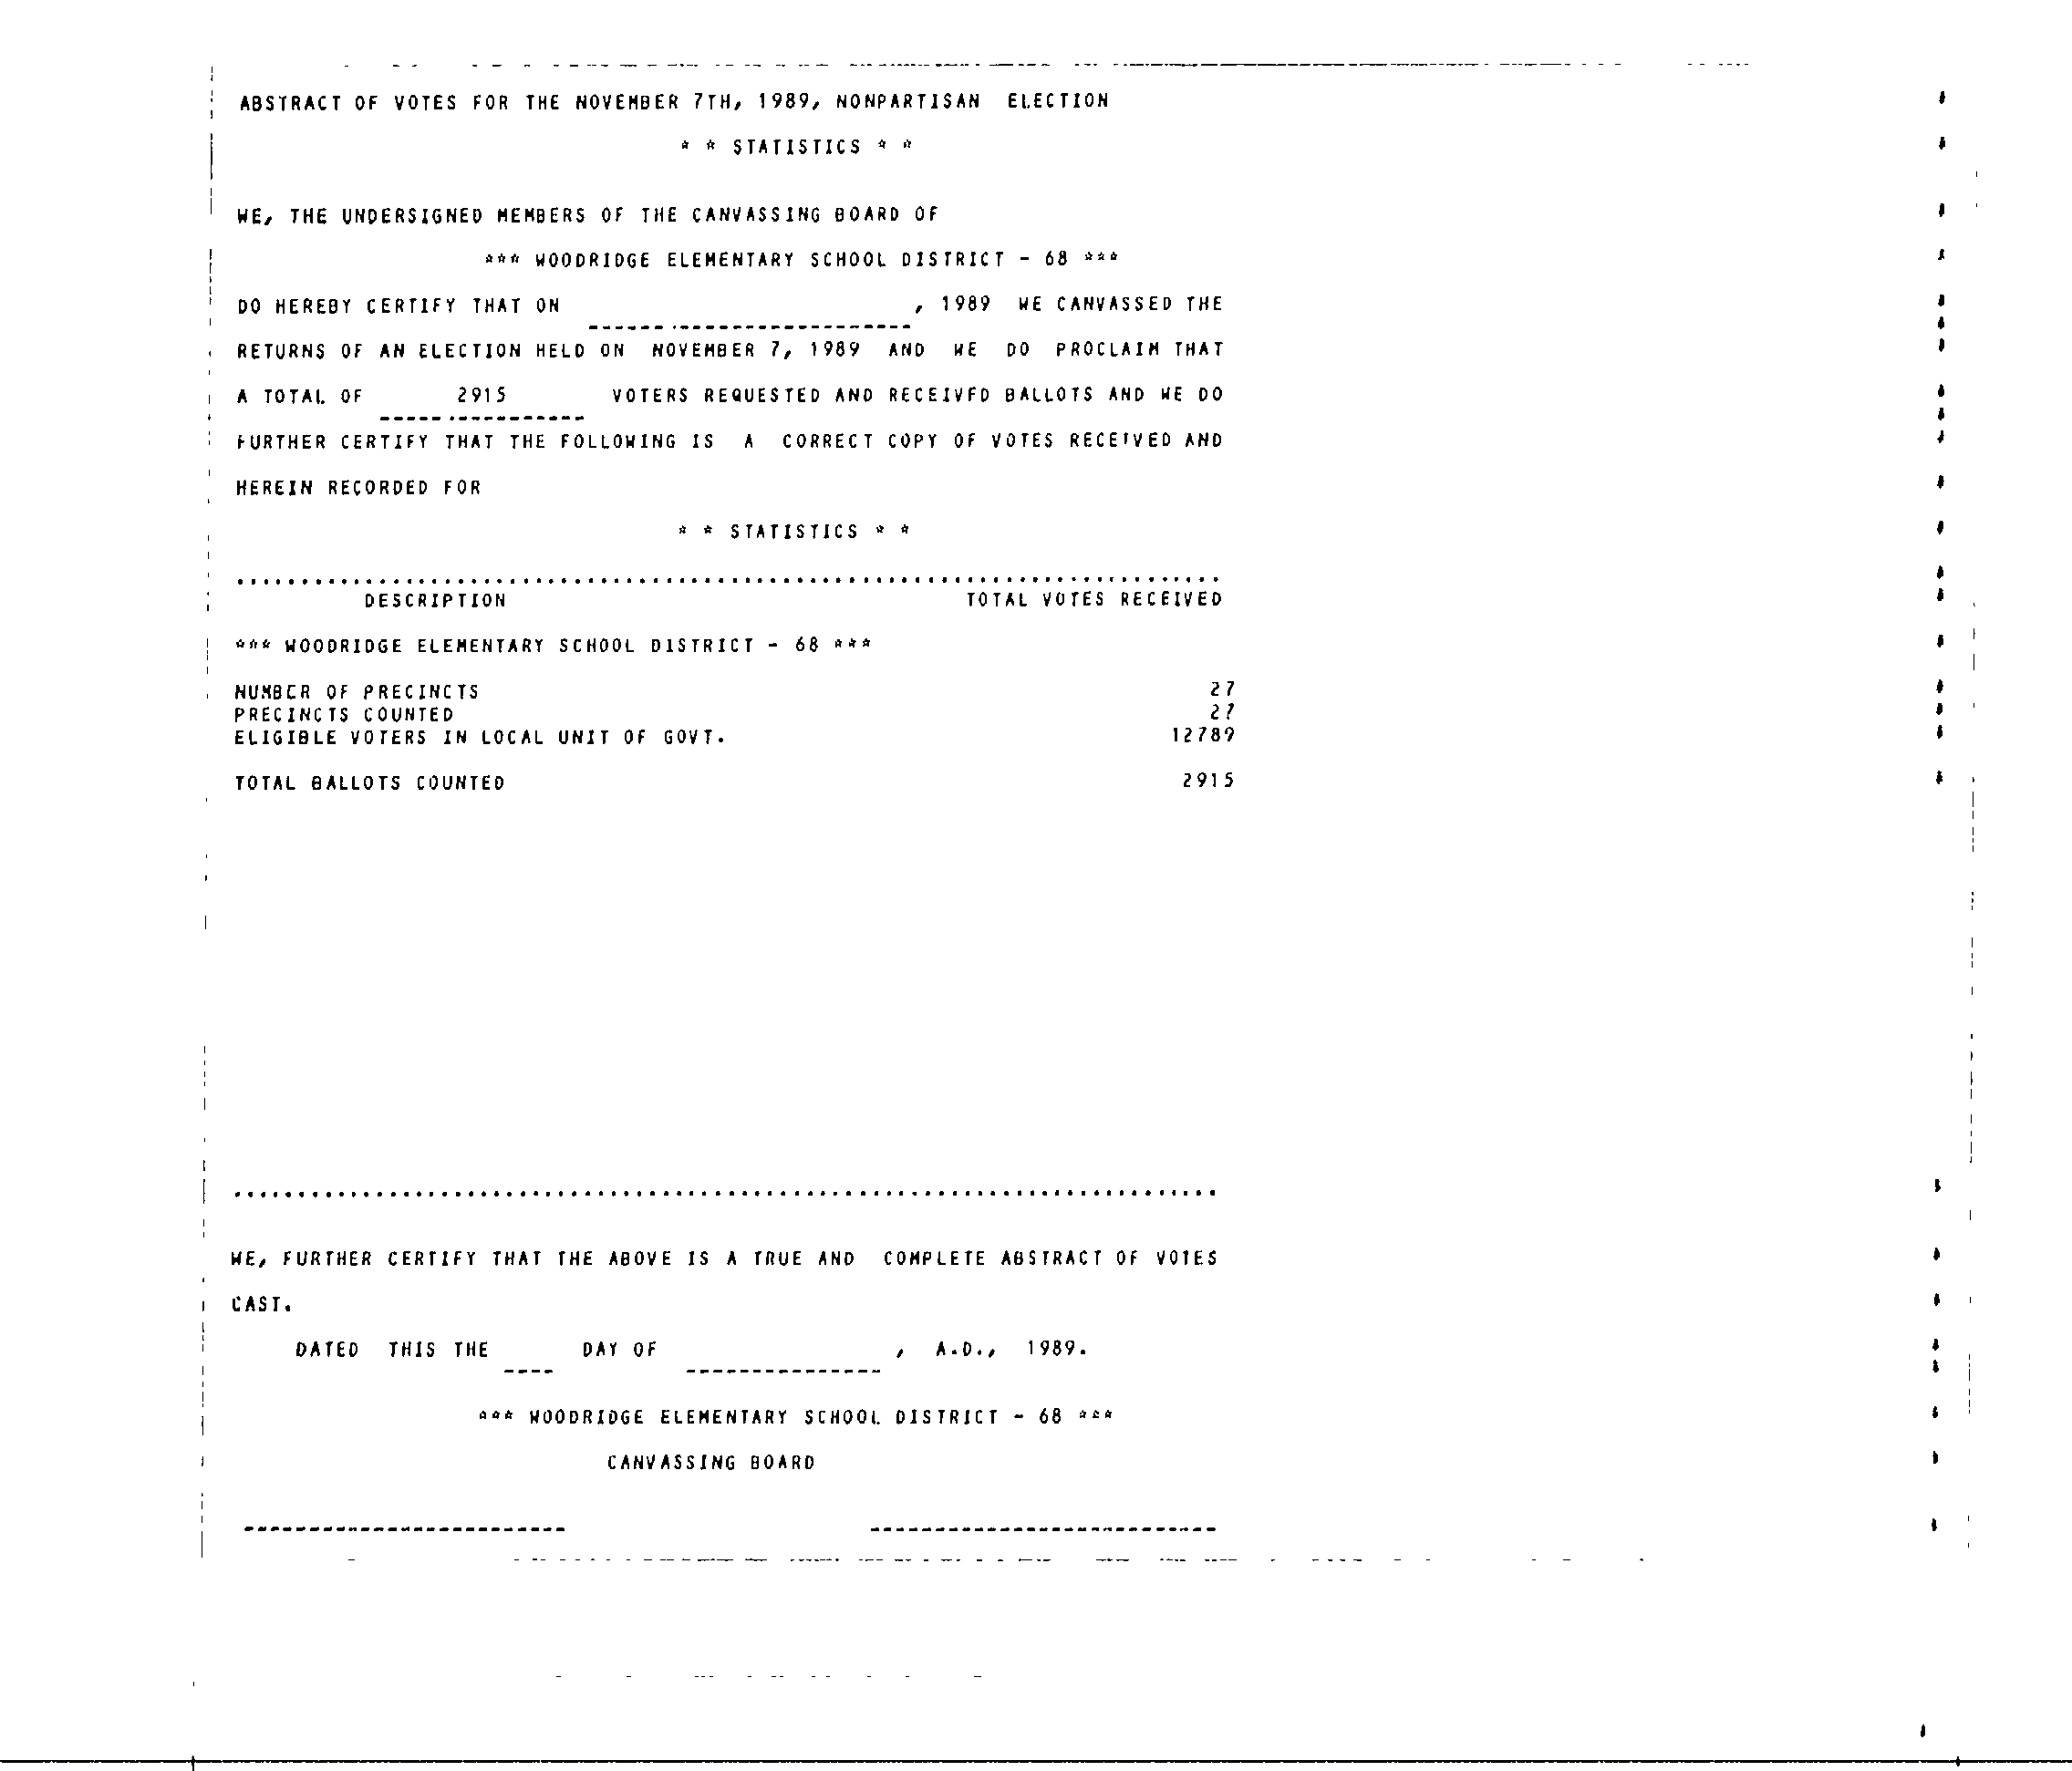 ABSTRACT OF VOTES FOR THE NOVEMBER 7TH, 1989, NONPARTISAN ELECTION
* * STATISTICS * *
WE, THE UNDERSIGNED MEMBERS OF THE CANVASSING BOARD OF
*** WOODRIDGE ELEMENTARY SCHOOL DISTRICT - 68 ***
DO HEREBY CERTIFY THAT ON , 1989 WE CANVASSED THE
RETURNS OF AN ELECTION HELD ON NOVEMBER 7, 1989 AND WE DO PROCLAIM THAT
A TOTAL OF 2915 VOTERS REQUESTED AND RECEIVED BALLOTS AND WE DO
FURTHER CERTIFY THAT THE FOLLOWING IS A CORRECT COPY OF VOTES RECEIVED AND
HEREIN RECORDED FOR
* * STATISTICS * *
DESCRIPTION TOTAL VOTES RECEIVED
*** WOODRIDGE ELEMENTARY SCHOOL DISTRICT - 68 ***
NUMBER OF PRECINCTS 27
PRECINCTS COUNTED 27
ELIGIBLE VOTERS IN LOCAL UNIT OF GOVT. 12789
TOTAL BALLOTS COUNTED 2915
WE, FURTHER CERTIFY THAT THE ABOVE IS A TRUE AND COMPLETE ABSTRACT OF VOTES
CAST.
DATED THIS THE ---- DAY OF --------------- , A.D., 1989.
*** WOODRIDGE ELEMENTARY SCHOOL DISTRICT - 68 ***
CANVASSING BOARD